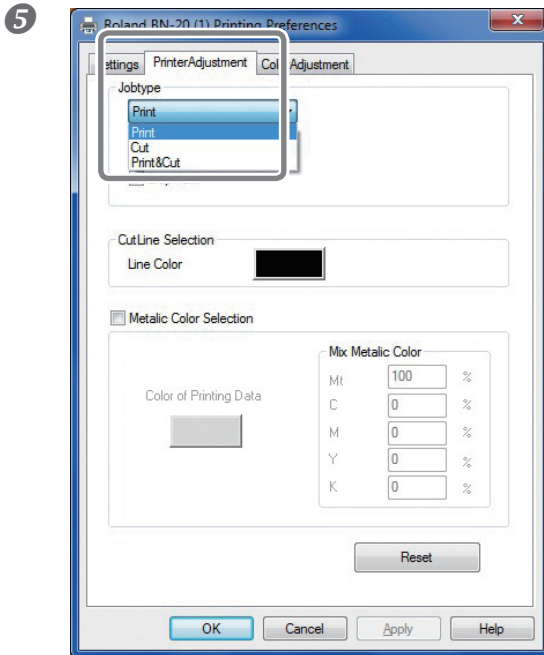 5
Roland BN-20 (1) Printing Preferences
Settings PrinterAdjustment Color Adjustment
Jobtype
Print
Print
Cut
Print&Cut
CutLine Selection
Line Color
Metalic Color Selection
Mix Metalic Color
Color of Printing Data
Mt 100 %
C 0 %
M 0 %
Y 0 %
K 0 %
Reset
OK Cancel Apply Help